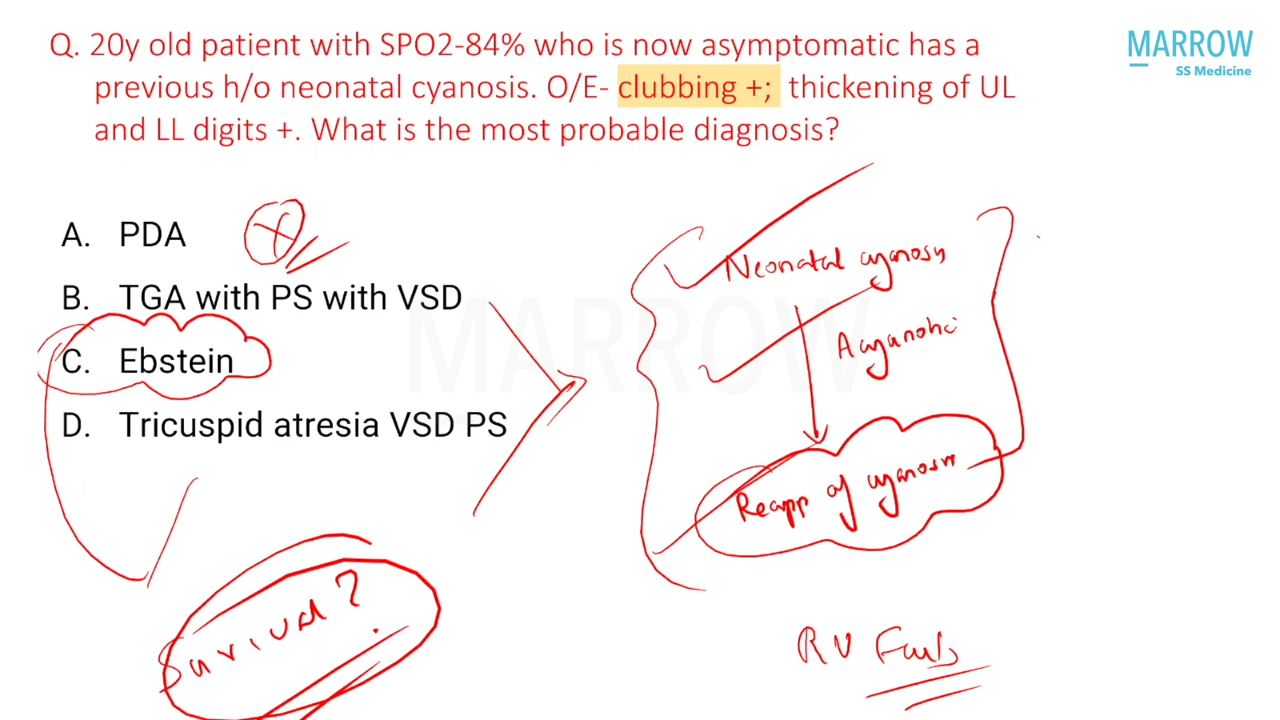 Q. 20y old patient with SPO2-84% who is now asymptomatic has a
previous h/o neonatal cyanosis. O/E- clubbing +; thickening of UL
and LL digits +. What is the most probable diagnosis?
MARROW
SS Medicine
A. PDA
B. TGA with PS with VSD
C. Ebstein
D. Tricuspid atresia VSD PS
MARROW
Neonatal cyanosis
Acyanotic
Reapp of cyanosis
Survival?
RV